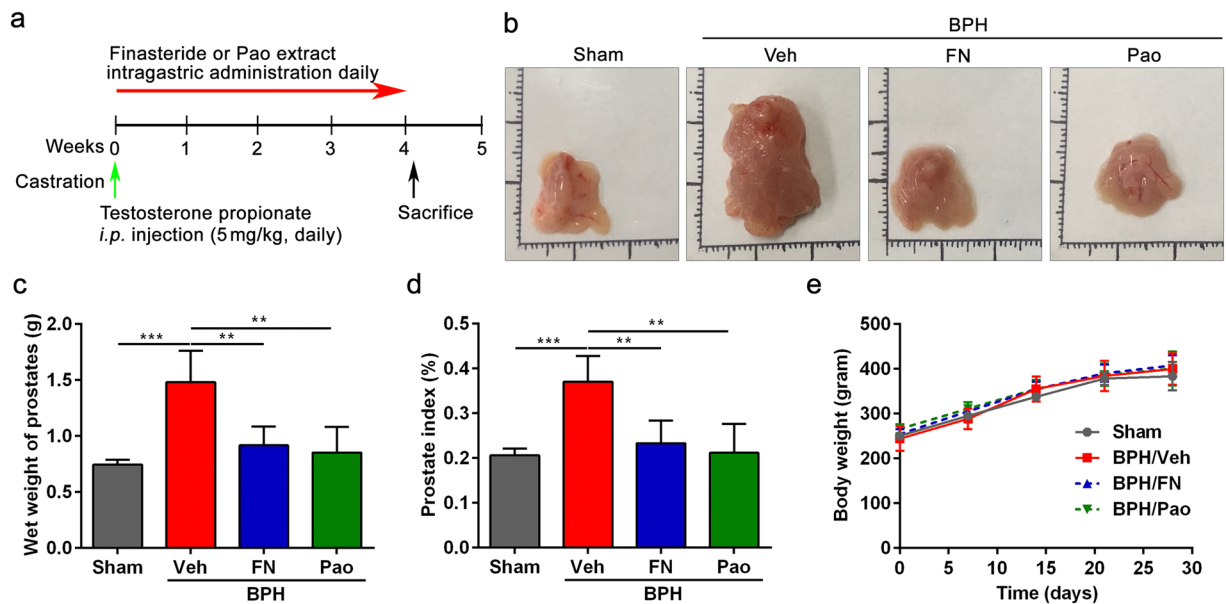 a
Finasteride or Pao extract
intragastric administration daily
Weeks 0 1 2 3 4 5
Castration
Testosterone propionate
i.p. injection (5 mg/kg, daily)
Sacrifice
b
BPH
Sham Veh FN Pao
c
Wet weight of prostates (g)
2.0
1.5
1.0
0.5
0.0
*** ** **
Sham Veh FN Pao
BPH
d
Prostate index (%)
0.5
0.4
0.3
0.2
0.1
0.0
*** ** **
Sham Veh FN Pao
BPH
e
Body weight (gram)
500
400
300
200
100
0
Sham
BPH/Veh
BPH/FN
BPH/Pao
0 5 10 15 20 25 30
Time (days)